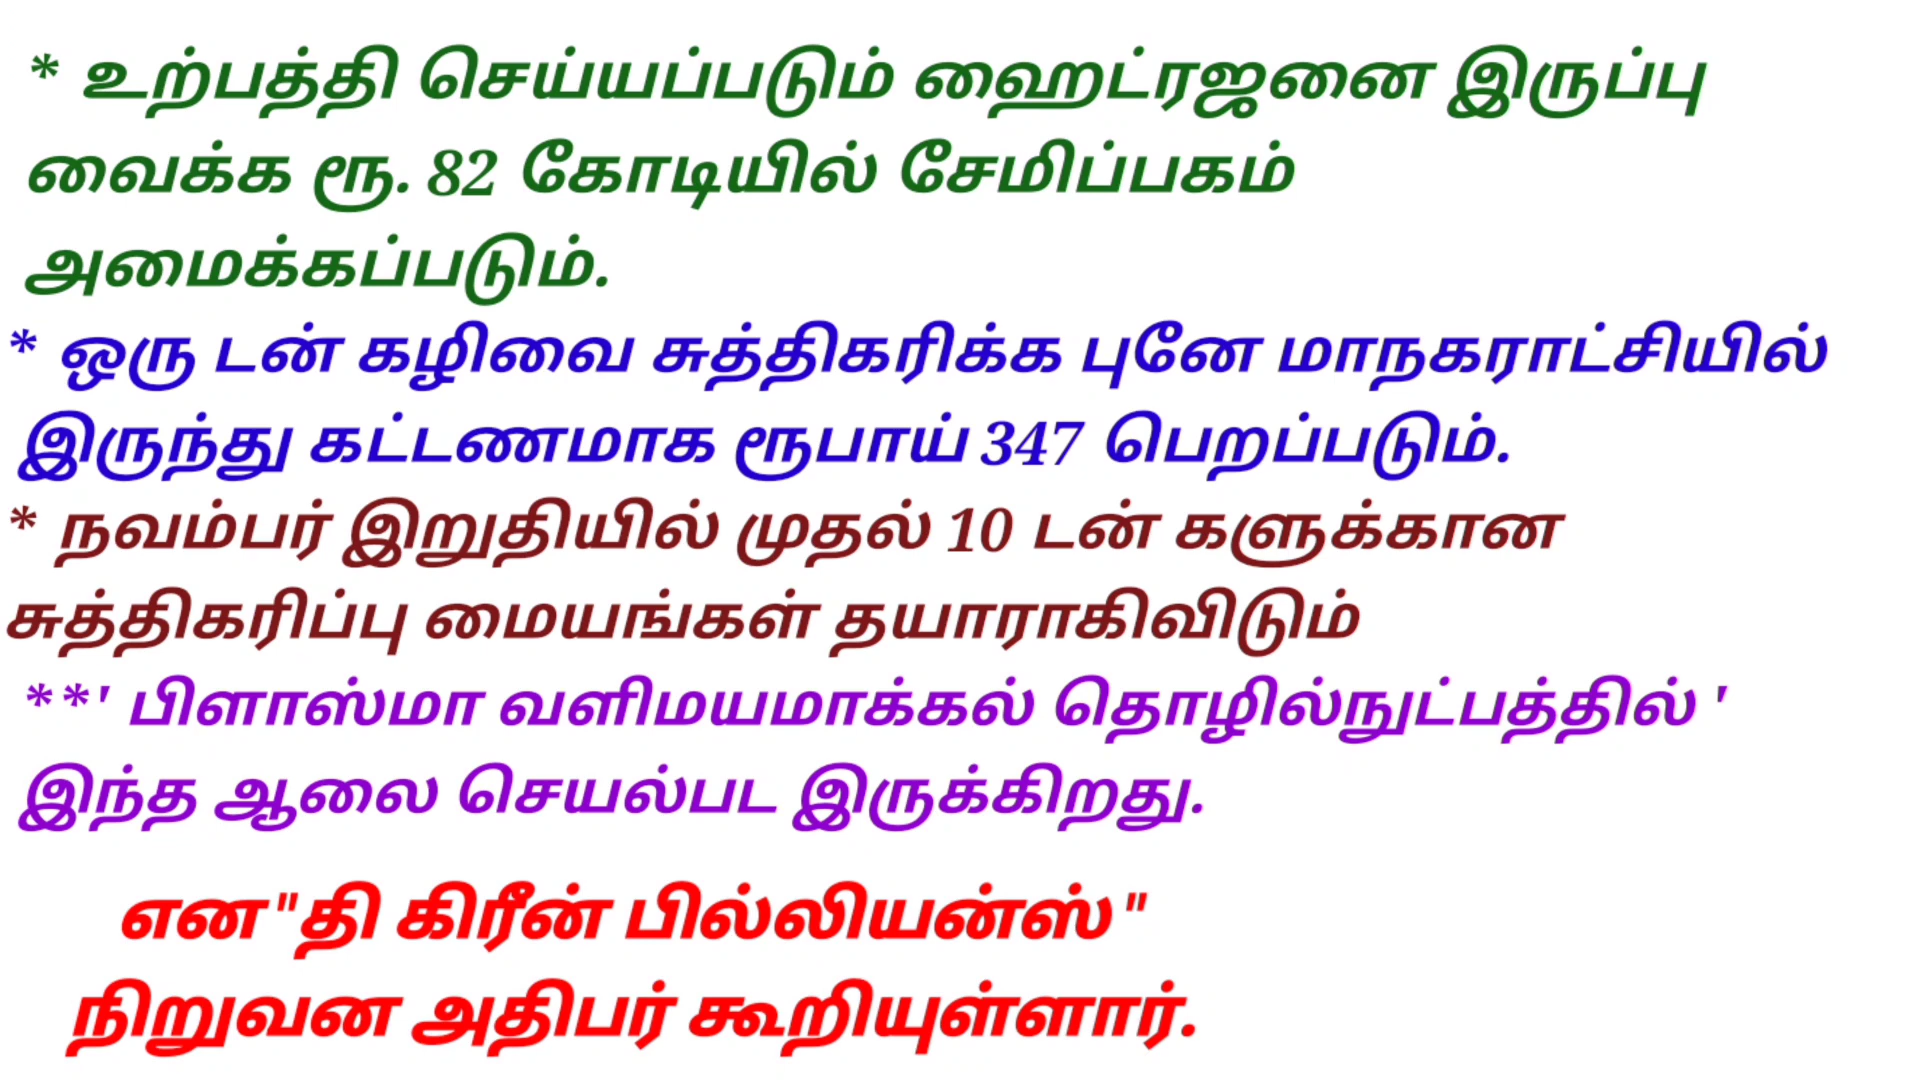 * உற்பத்தி செய்யப்படும் ஹைட்ரஜனை இருப்பு
வைக்க ரூ. 82 கோடியில் சேமிப்பகம்
அமைக்கப்படும்.
* ஒரு டன் கழிவை சுத்திகரிக்க புனே மாநகராட்சியில்
இருந்து கட்டணமாக ரூபாய் 347 பெறப்படும்.
* நவம்பர் இறுதியில் முதல் 10 டன் களுக்கான
சுத்திகரிப்பு மையங்கள் தயாராகிவிடும்
**' பிளாஸ்மா வளிமயமாக்கல் தொழில்நுட்பத்தில் '
இந்த ஆலை செயல்பட இருக்கிறது.
என"தி கிரீன் பில்லியன்ஸ்"
நிறுவன அதிபர் கூறியுள்ளார்.